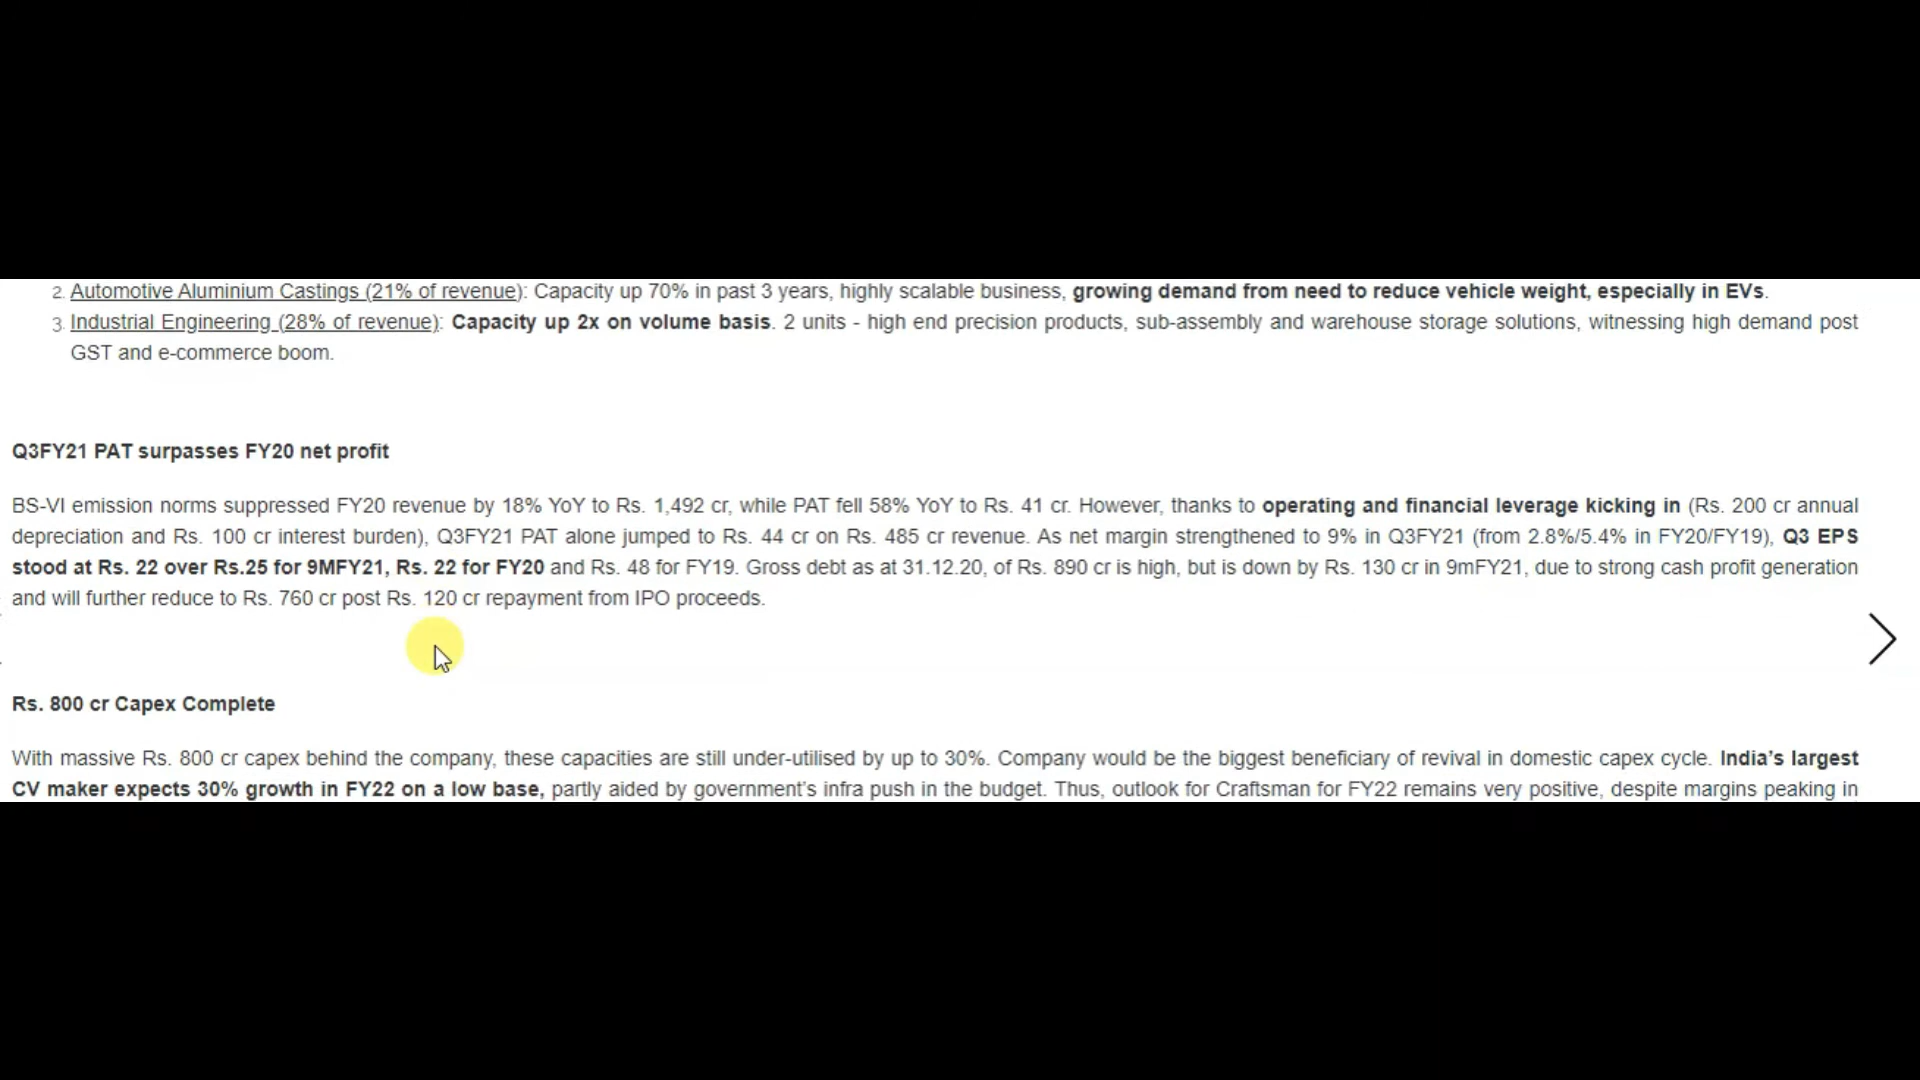 2. Automotive Aluminium Castings (21% of revenue): Capacity up 70% in past 3 years, highly scalable business, growing demand from need to reduce vehicle weight, especially in EVs.
3. Industrial Engineering (28% of revenue): Capacity up 2x on volume basis. 2 units - high end precision products, sub-assembly and warehouse storage solutions, witnessing high demand post
GST and e-commerce boom.
Q3FY21 PAT surpasses FY20 net profit
BS-VI emission norms suppressed FY20 revenue by 18% YoY to Rs. 1,492 cr, while PAT fell 58% YoY to Rs. 41 cr. However, thanks to operating and financial leverage kicking in (Rs. 200 cr annual
depreciation and Rs. 100 cr interest burden), Q3FY21 PAT alone jumped to Rs. 44 cr on Rs. 485 cr revenue. As net margin strengthened to 9% in Q3FY21 (from 2.8%/5.4% in FY20/FY19), Q3 EPS
stood at Rs. 22 over Rs.25 for 9MFY21, Rs. 22 for FY20 and Rs. 48 for FY19. Gross debt as at 31.12.20, of Rs. 890 cr is high, but is down by Rs. 130 cr in 9mFY21, due to strong cash profit generation
and will further reduce to Rs. 760 cr post Rs. 120 cr repayment from IPO proceeds.
Rs. 800 cr Capex Complete
With massive Rs. 800 cr capex behind the company, these capacities are still under-utilised by up to 30%. Company would be the biggest beneficiary of revival in domestic capex cycle. India’s largest
CV maker expects 30% growth in FY22 on a low base, partly aided by government’s infra push in the budget. Thus, outlook for Craftsman for FY22 remains very positive, despite margins peaking in